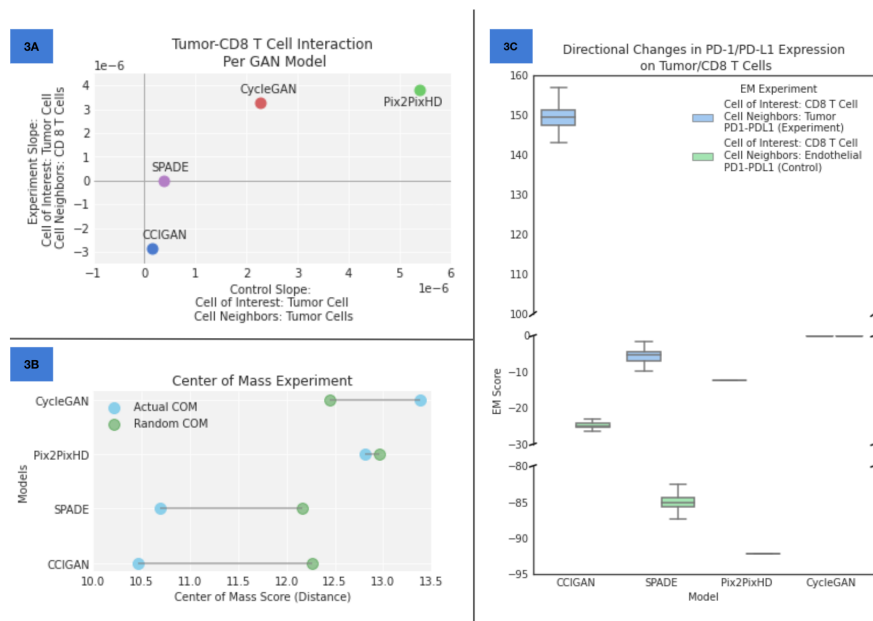 3A
Tumor-CD8 T Cell Interaction
Per GAN Model
1e−6
4
3
2
1
0
−1
−2
−3
Experiment Slope:
Cell of Interest: Tumor Cell
Cell Neighbors: CD 8 T Cells
CycleGAN
Pix2PixHD
SPADE
CCIGAN
−1
0
1
2
3
4
5
6
1e−6
Control Slope:
Cell of Interest: Tumor Cell
Cell Neighbors: Tumor Cells
3B
Center of Mass Experiment
Actual COM
Random COM
Models
CycleGAN
Pix2PixHD
SPADE
CCIGAN
10.0
10.5
11.0
11.5
12.0
12.5
13.0
13.5
Center of Mass Score (Distance)
3C
Directional Changes in PD-1/PD-L1 Expression
on Tumor/CD8 T Cells
EM Experiment
Cell of Interest: CD8 T Cell
Cell Neighbors: Tumor
PD1-PDL1 (Experiment)
Cell of Interest: CD8 T Cell
Cell Neighbors: Endothelial
PD1-PDL1 (Control)
160
150
140
130
120
110
100
0
−10
−20
−30
−80
−85
−90
−95
EM Score
CCIGAN
SPADE
Pix2PixHD
CycleGAN
Model